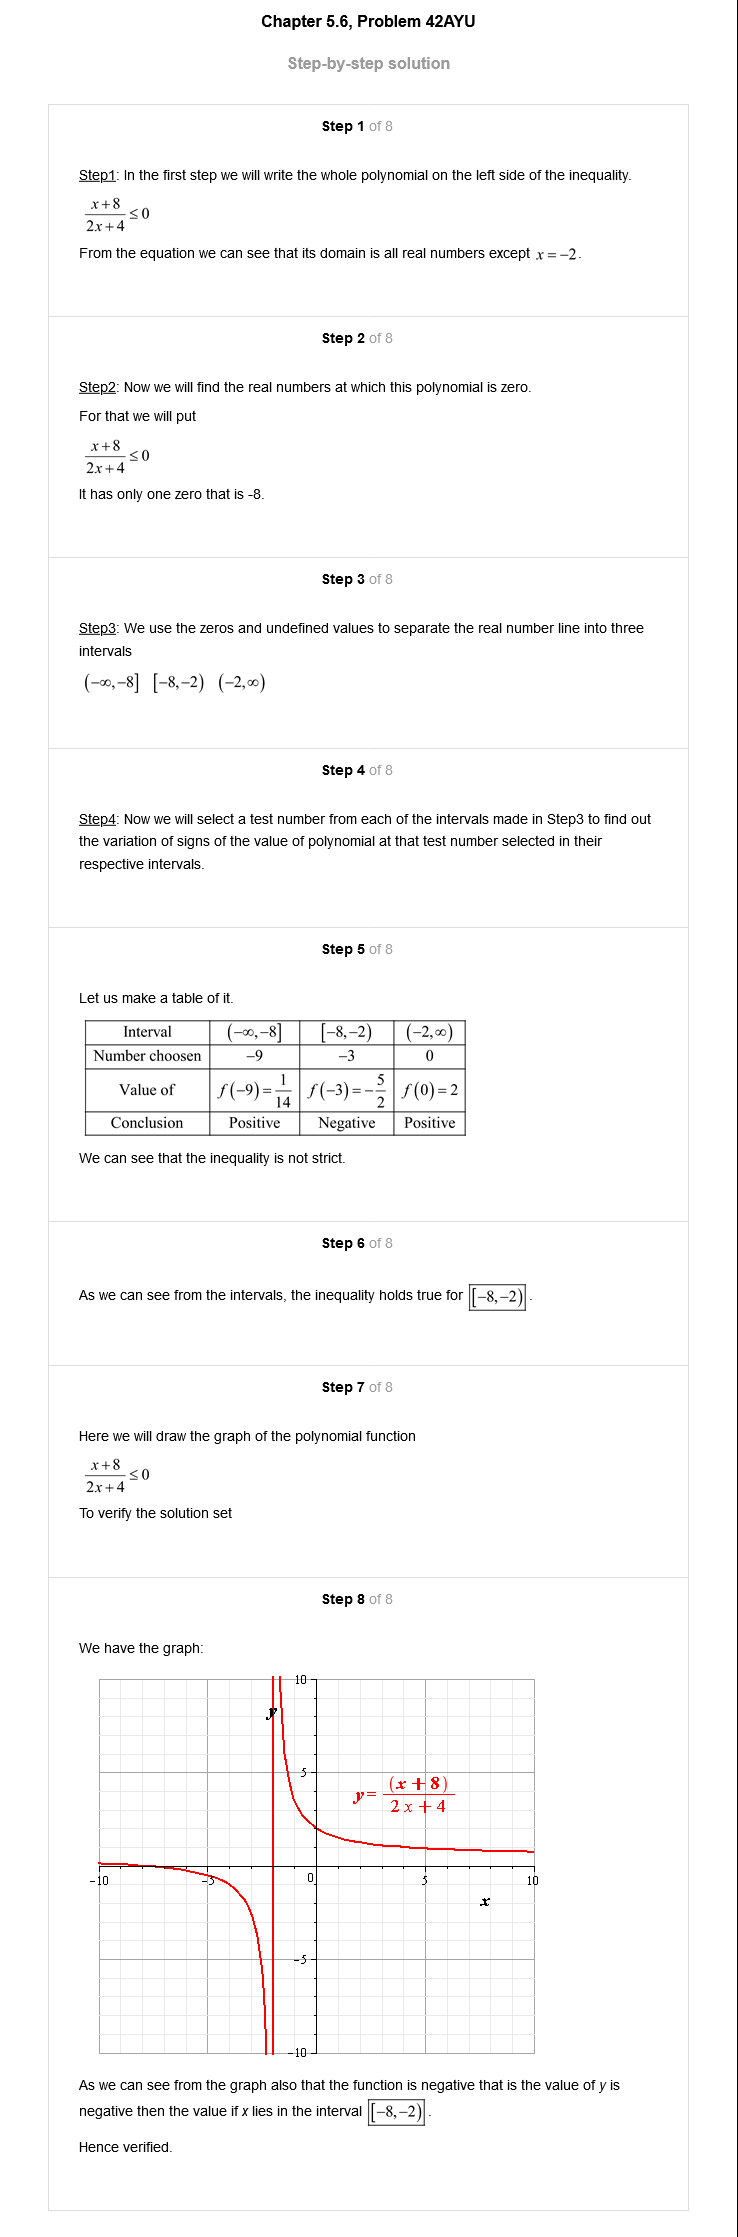 Chapter 5.6, Problem 42AYU
Step-by-step solution
Step 1 of 8
Step1: In the first step we will write the whole polynomial on the left side of the inequality.
x+8
2x+4
≤0
From the equation we can see that its domain is all real numbers except x=−2.
Step 2 of 8
Step2: Now we will find the real numbers at which this polynomial is zero.
For that we will put
x+8
2x+4
≤0
It has only one zero that is -8.
Step 3 of 8
Step3: We use the zeros and undefined values to separate the real number line into three
intervals
(−∞,−8] [−8,−2) (−2,∞)
Step 4 of 8
Step4: Now we will select a test number from each of the intervals made in Step3 to find out
the variation of signs of the value of polynomial at that test number selected in their
respective intervals.
Step 5 of 8
Let us make a table of it.
Interval (−∞,−8] [−8,−2) (−2,∞)
Number choosen −9 −3 0
Value of f(−9)=1/14 f(−3)=−5/2 f(0)=2
Conclusion Positive Negative Positive
We can see that the inequality is not strict.
Step 6 of 8
As we can see from the intervals, the inequality holds true for [−8,−2).
Step 7 of 8
Here we will draw the graph of the polynomial function
x+8
2x+4
≤0
To verify the solution set
Step 8 of 8
We have the graph:
10
y
5
y=(x+8)
2x+4
−10 −5 0 5 10
x
−5
−10
As we can see from the graph also that the function is negative that is the value of y is
negative then the value if x lies in the interval [−8,−2).
Hence verified.